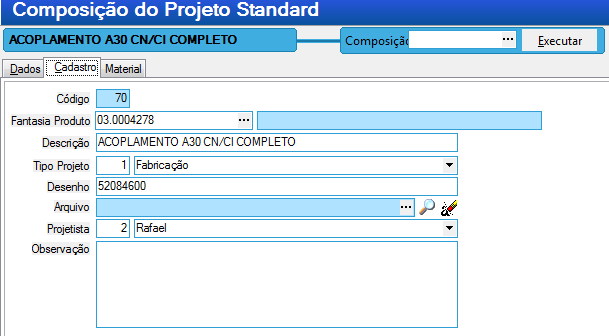 Composição do Projeto Standard
ACOPLAMENTO A30 CN/CI COMPLETO Composição ... Executar
Dados Cadastro Material
Código 70
Fantasia Produto 03.0004278 ...
Descrição ACOPLAMENTO A30 CN/CI COMPLETO
Tipo Projeto 1 Fabricação
Desenho 52084600
Arquivo ...
Projetista 2 Rafael
Observação